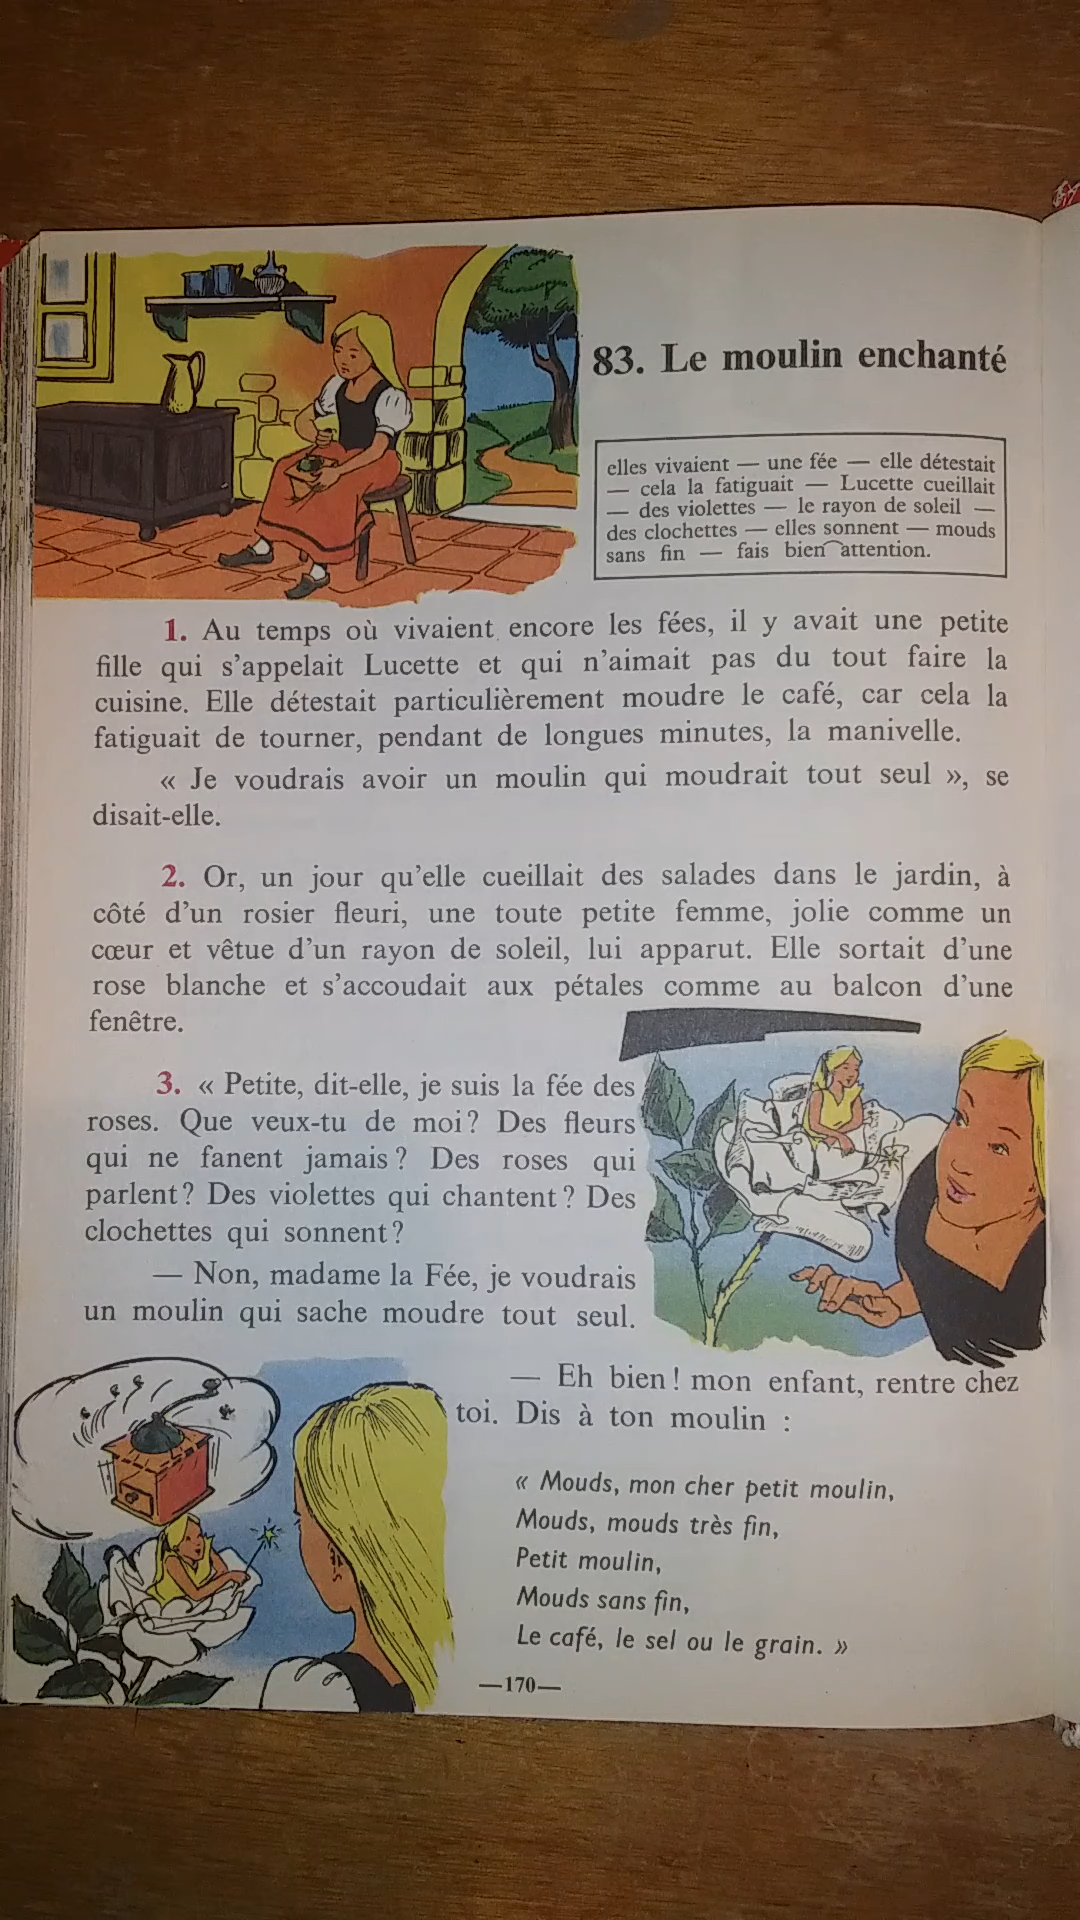 83. Le moulin enchanté
elles vivaient — une fée — elle détestait
— cela la fatiguait — Lucette cueillait
— des violettes — le rayon de soleil —
des clochettes — elles sonnent — mouds
sans fin — fais bien‿attention.
1. Au temps où vivaient encore les fées, il y avait une petite
fille qui s'appelait Lucette et qui n'aimait pas du tout faire la
cuisine. Elle détestait particulièrement moudre le café, car cela la
fatiguait de tourner, pendant de longues minutes, la manivelle.
« Je voudrais avoir un moulin qui moudrait tout seul », se
disait-elle.
2. Or, un jour qu'elle cueillait des salades dans le jardin, à
côté d'un rosier fleuri, une toute petite femme, jolie comme un
cœur et vêtue d'un rayon de soleil, lui apparut. Elle sortait d'une
rose blanche et s'accoudait aux pétales comme au balcon d'une
fenêtre.
3. « Petite, dit-elle, je suis la fée des
roses. Que veux-tu de moi? Des fleurs
qui ne fanent jamais? Des roses qui
parlent? Des violettes qui chantent? Des
clochettes qui sonnent?
— Non, madame la Fée, je voudrais
un moulin qui sache moudre tout seul.
— Eh bien! mon enfant, rentre chez
toi. Dis à ton moulin :
« Mouds, mon cher petit moulin,
Mouds, mouds très fin,
Petit moulin,
Mouds sans fin,
Le café, le sel ou le grain. »
—170—